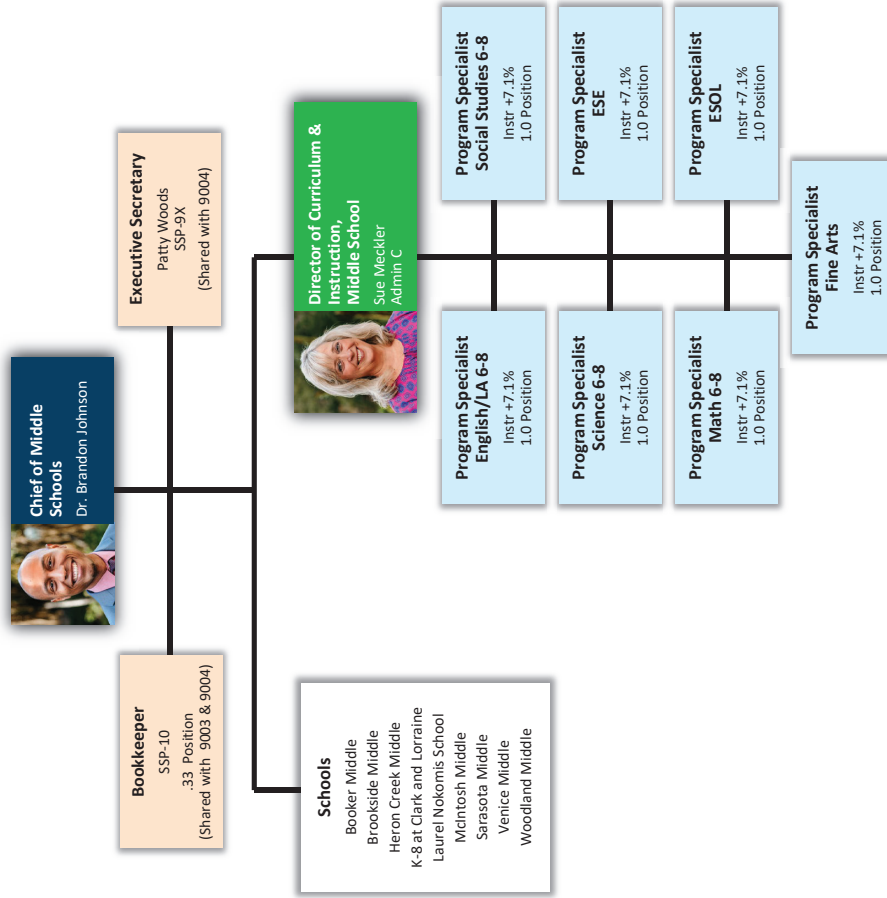 Chief of Middle
Schools
Dr. Brandon Johnson
Bookkeeper
SSP-10
.33 Position
(Shared with 9003 & 9004)
Executive Secretary
Patty Woods
SSP-9X
(Shared with 9004)
Schools
Booker Middle
Brookside Middle
Heron Creek Middle
K-8 at Clark and Lorraine
Laurel Nokomis School
McIntosh Middle
Sarasota Middle
Venice Middle
Woodland Middle
Director of Curriculum &
Instruction,
Middle School
Sue Meckler
Admin C
Program Specialist
English/LA 6-8
Instr +7.1%
1.0 Position
Program Specialist
Social Studies 6-8
Instr +7.1%
1.0 Position
Program Specialist
Science 6-8
Instr +7.1%
1.0 Position
Program Specialist
ESE
Instr +7.1%
1.0 Position
Program Specialist
Math 6-8
Instr +7.1%
1.0 Position
Program Specialist
ESOL
Instr +7.1%
1.0 Position
Program Specialist
Fine Arts
Instr +7.1%
1.0 Position